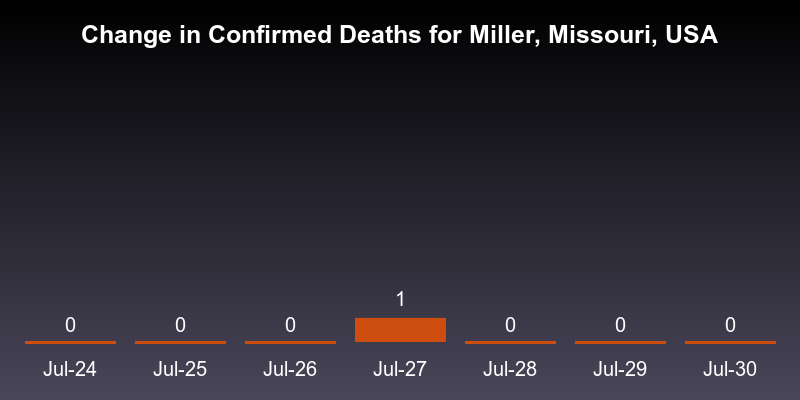 Change in Confirmed Deaths for Miller, Missouri, USA
0 0 0 1 0 0 0
Jul-24 Jul-25 Jul-26 Jul-27 Jul-28 Jul-29 Jul-30